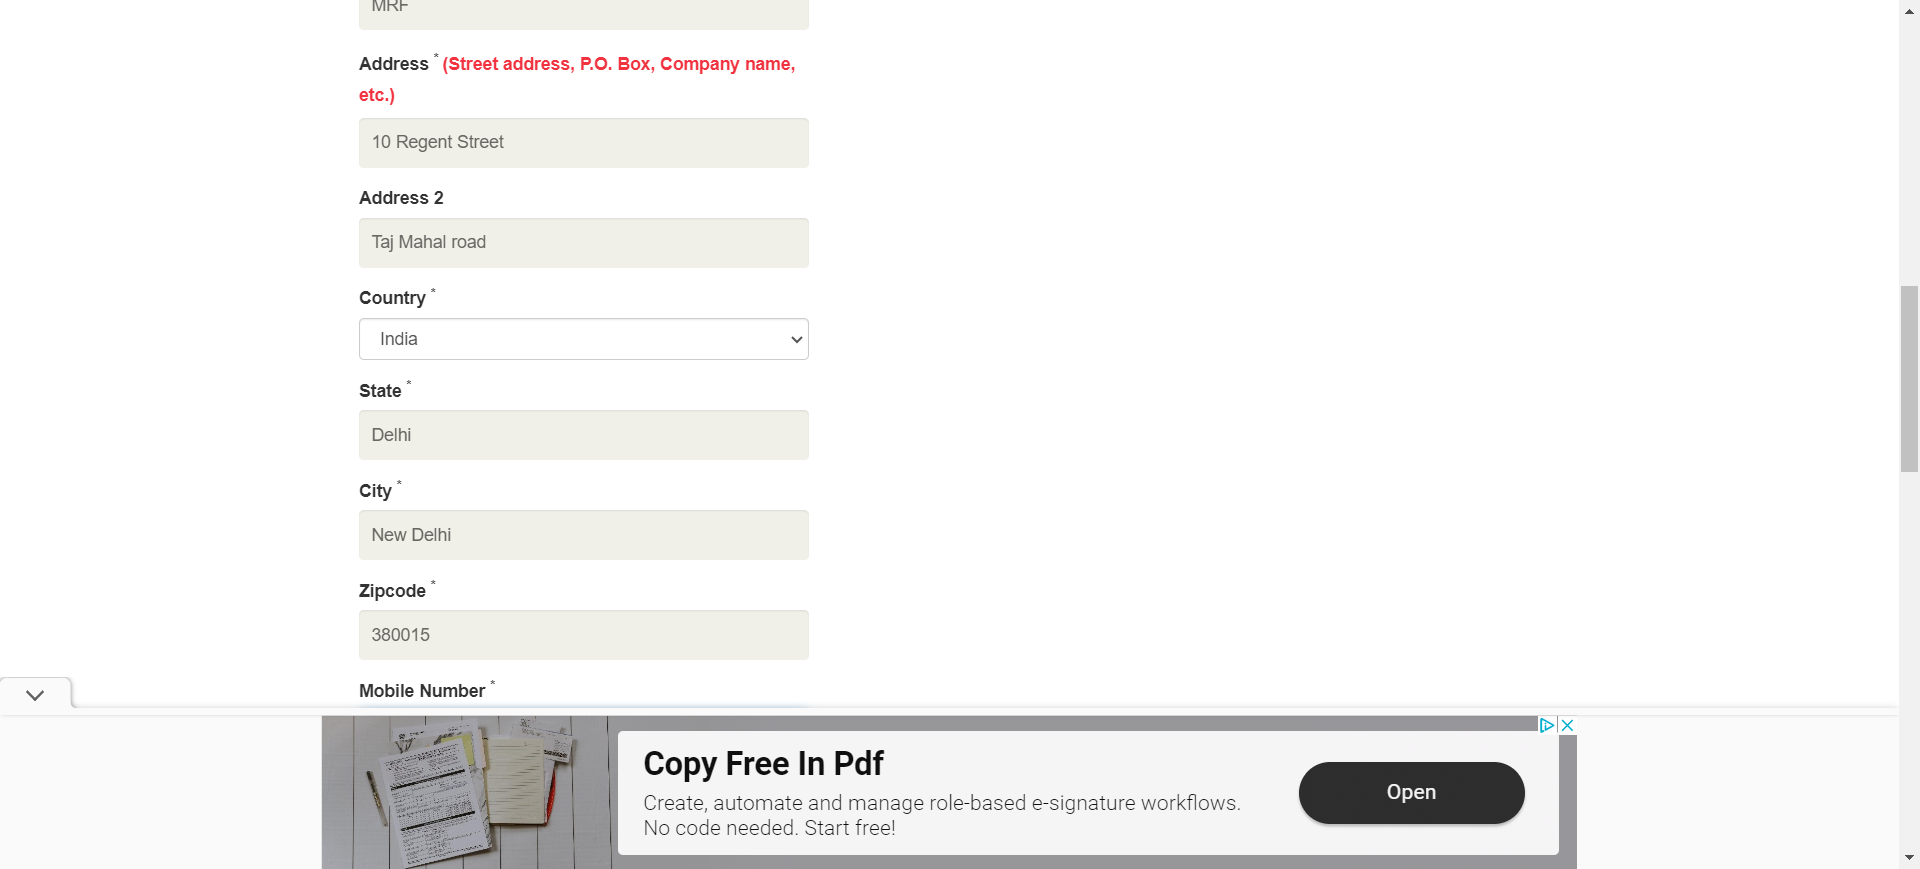 MRF
Address * (Street address, P.O. Box, Company name,
etc.)
10 Regent Street
Address 2
Taj Mahal road
Country *
India
State *
Delhi
City *
New Delhi
Zipcode *
380015
Mobile Number *
Copy Free In Pdf
Create, automate and manage role-based e-signature workflows.
No code needed. Start free!
Open